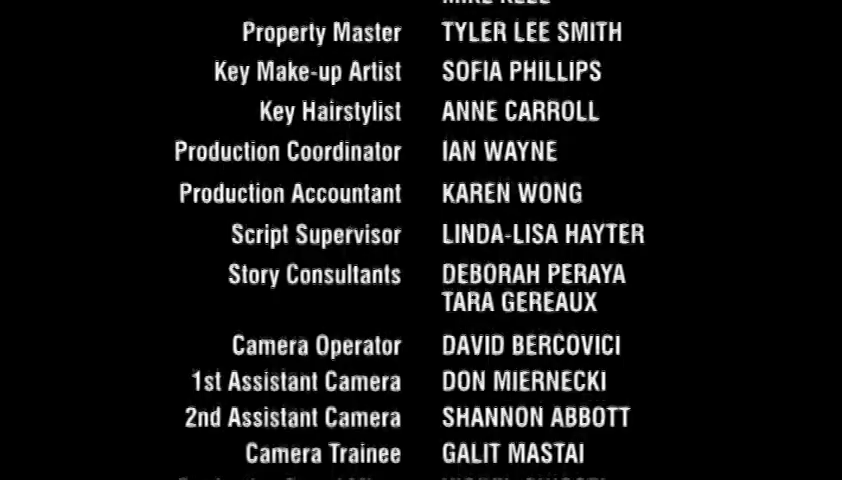 Property Master TYLER LEE SMITH
Key Make-up Artist SOFIA PHILLIPS
Key Hairstylist ANNE CARROLL
Production Coordinator IAN WAYNE
Production Accountant KAREN WONG
Script Supervisor LINDA-LISA HAYTER
Story Consultants DEBORAH PERAYA
TARA GEREAUX
Camera Operator DAVID BERCOVICI
1st Assistant Camera DON MIERNECKI
2nd Assistant Camera SHANNON ABBOTT
Camera Trainee GALIT MASTAI